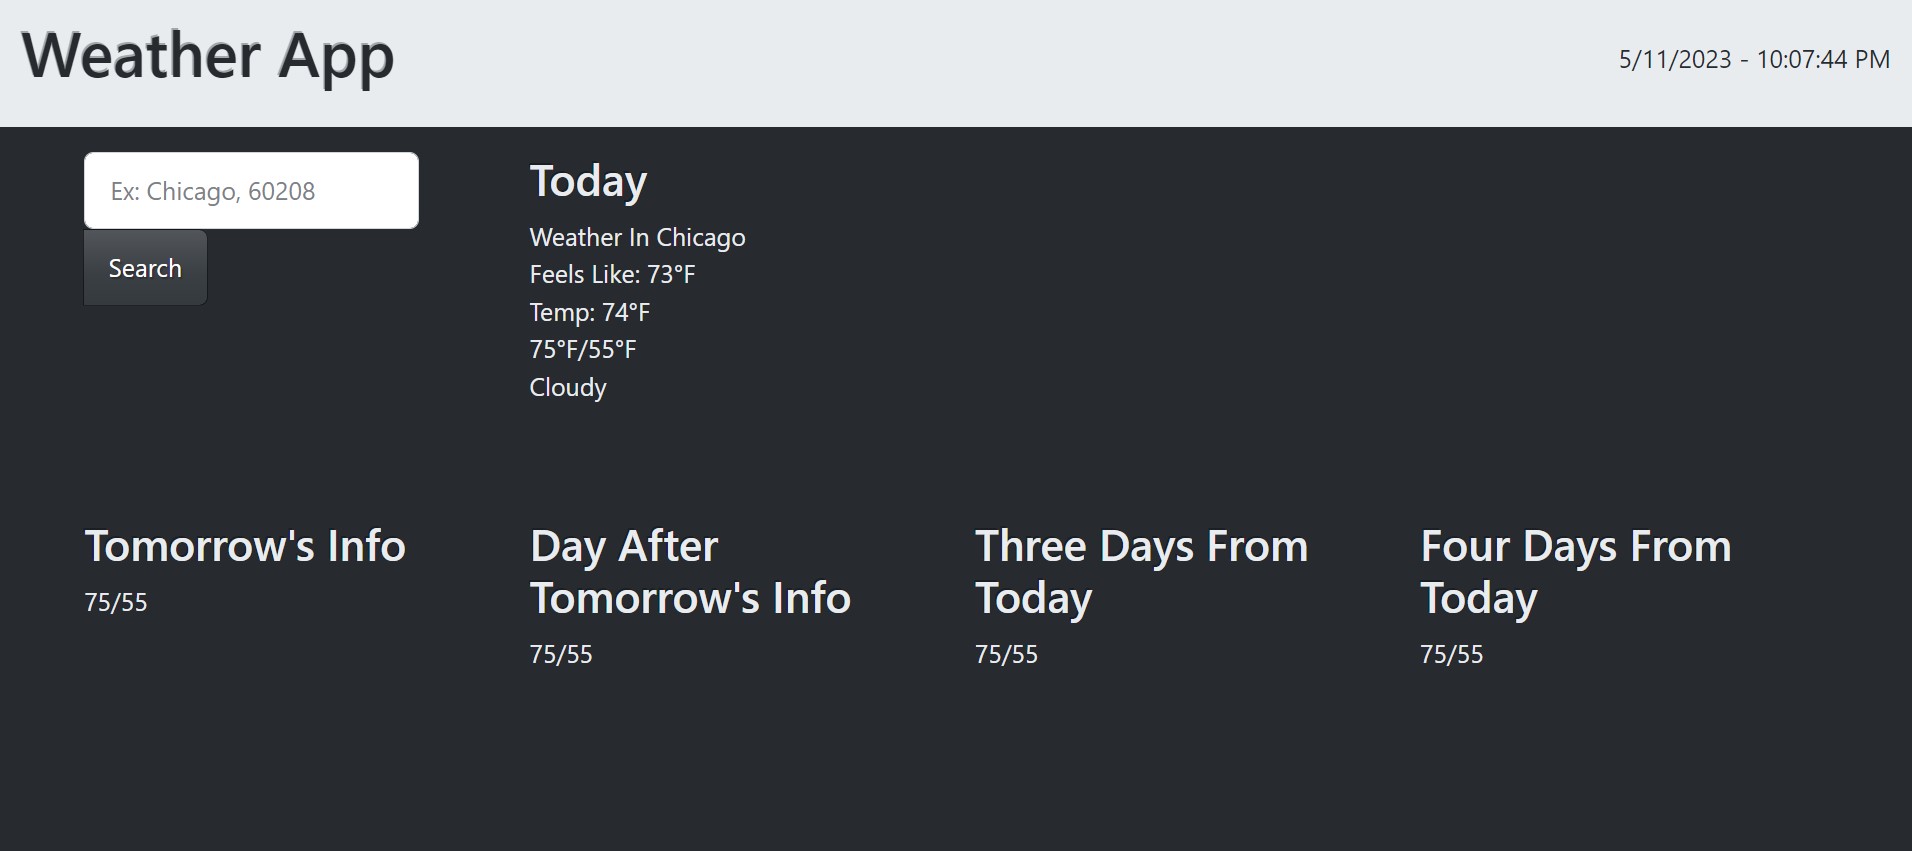 Weather App
5/11/2023 - 10:07:44 PM
Ex: Chicago, 60208
Search
Today
Weather In Chicago
Feels Like: 73°F
Temp: 74°F
75°F/55°F
Cloudy
Tomorrow's Info
75/55
Day After
Tomorrow's Info
75/55
Three Days From
Today
75/55
Four Days From
Today
75/55